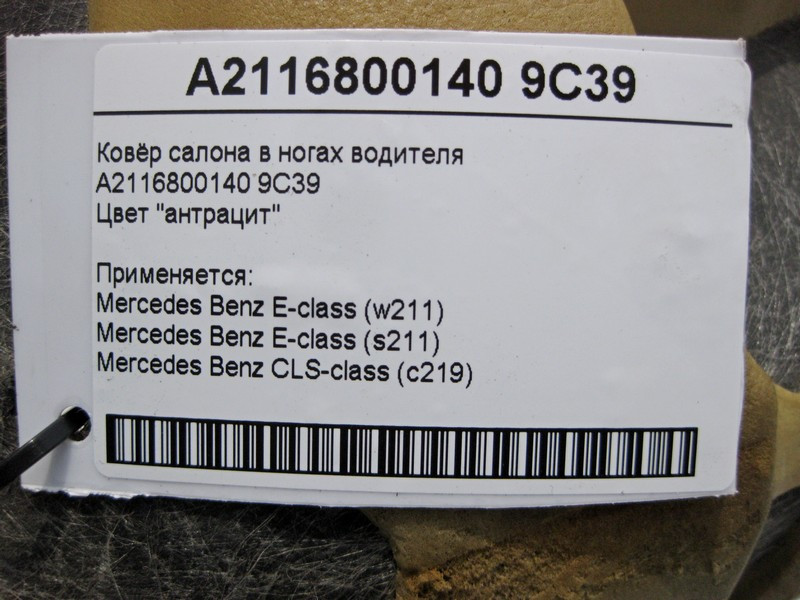 A2116800140 9C39
Ковёр салона в ногах водителя
A2116800140 9C39
Цвет "антрацит"
Применяется:
Mercedes Benz E-class (w211)
Mercedes Benz E-class (s211)
Mercedes Benz CLS-class (c219)